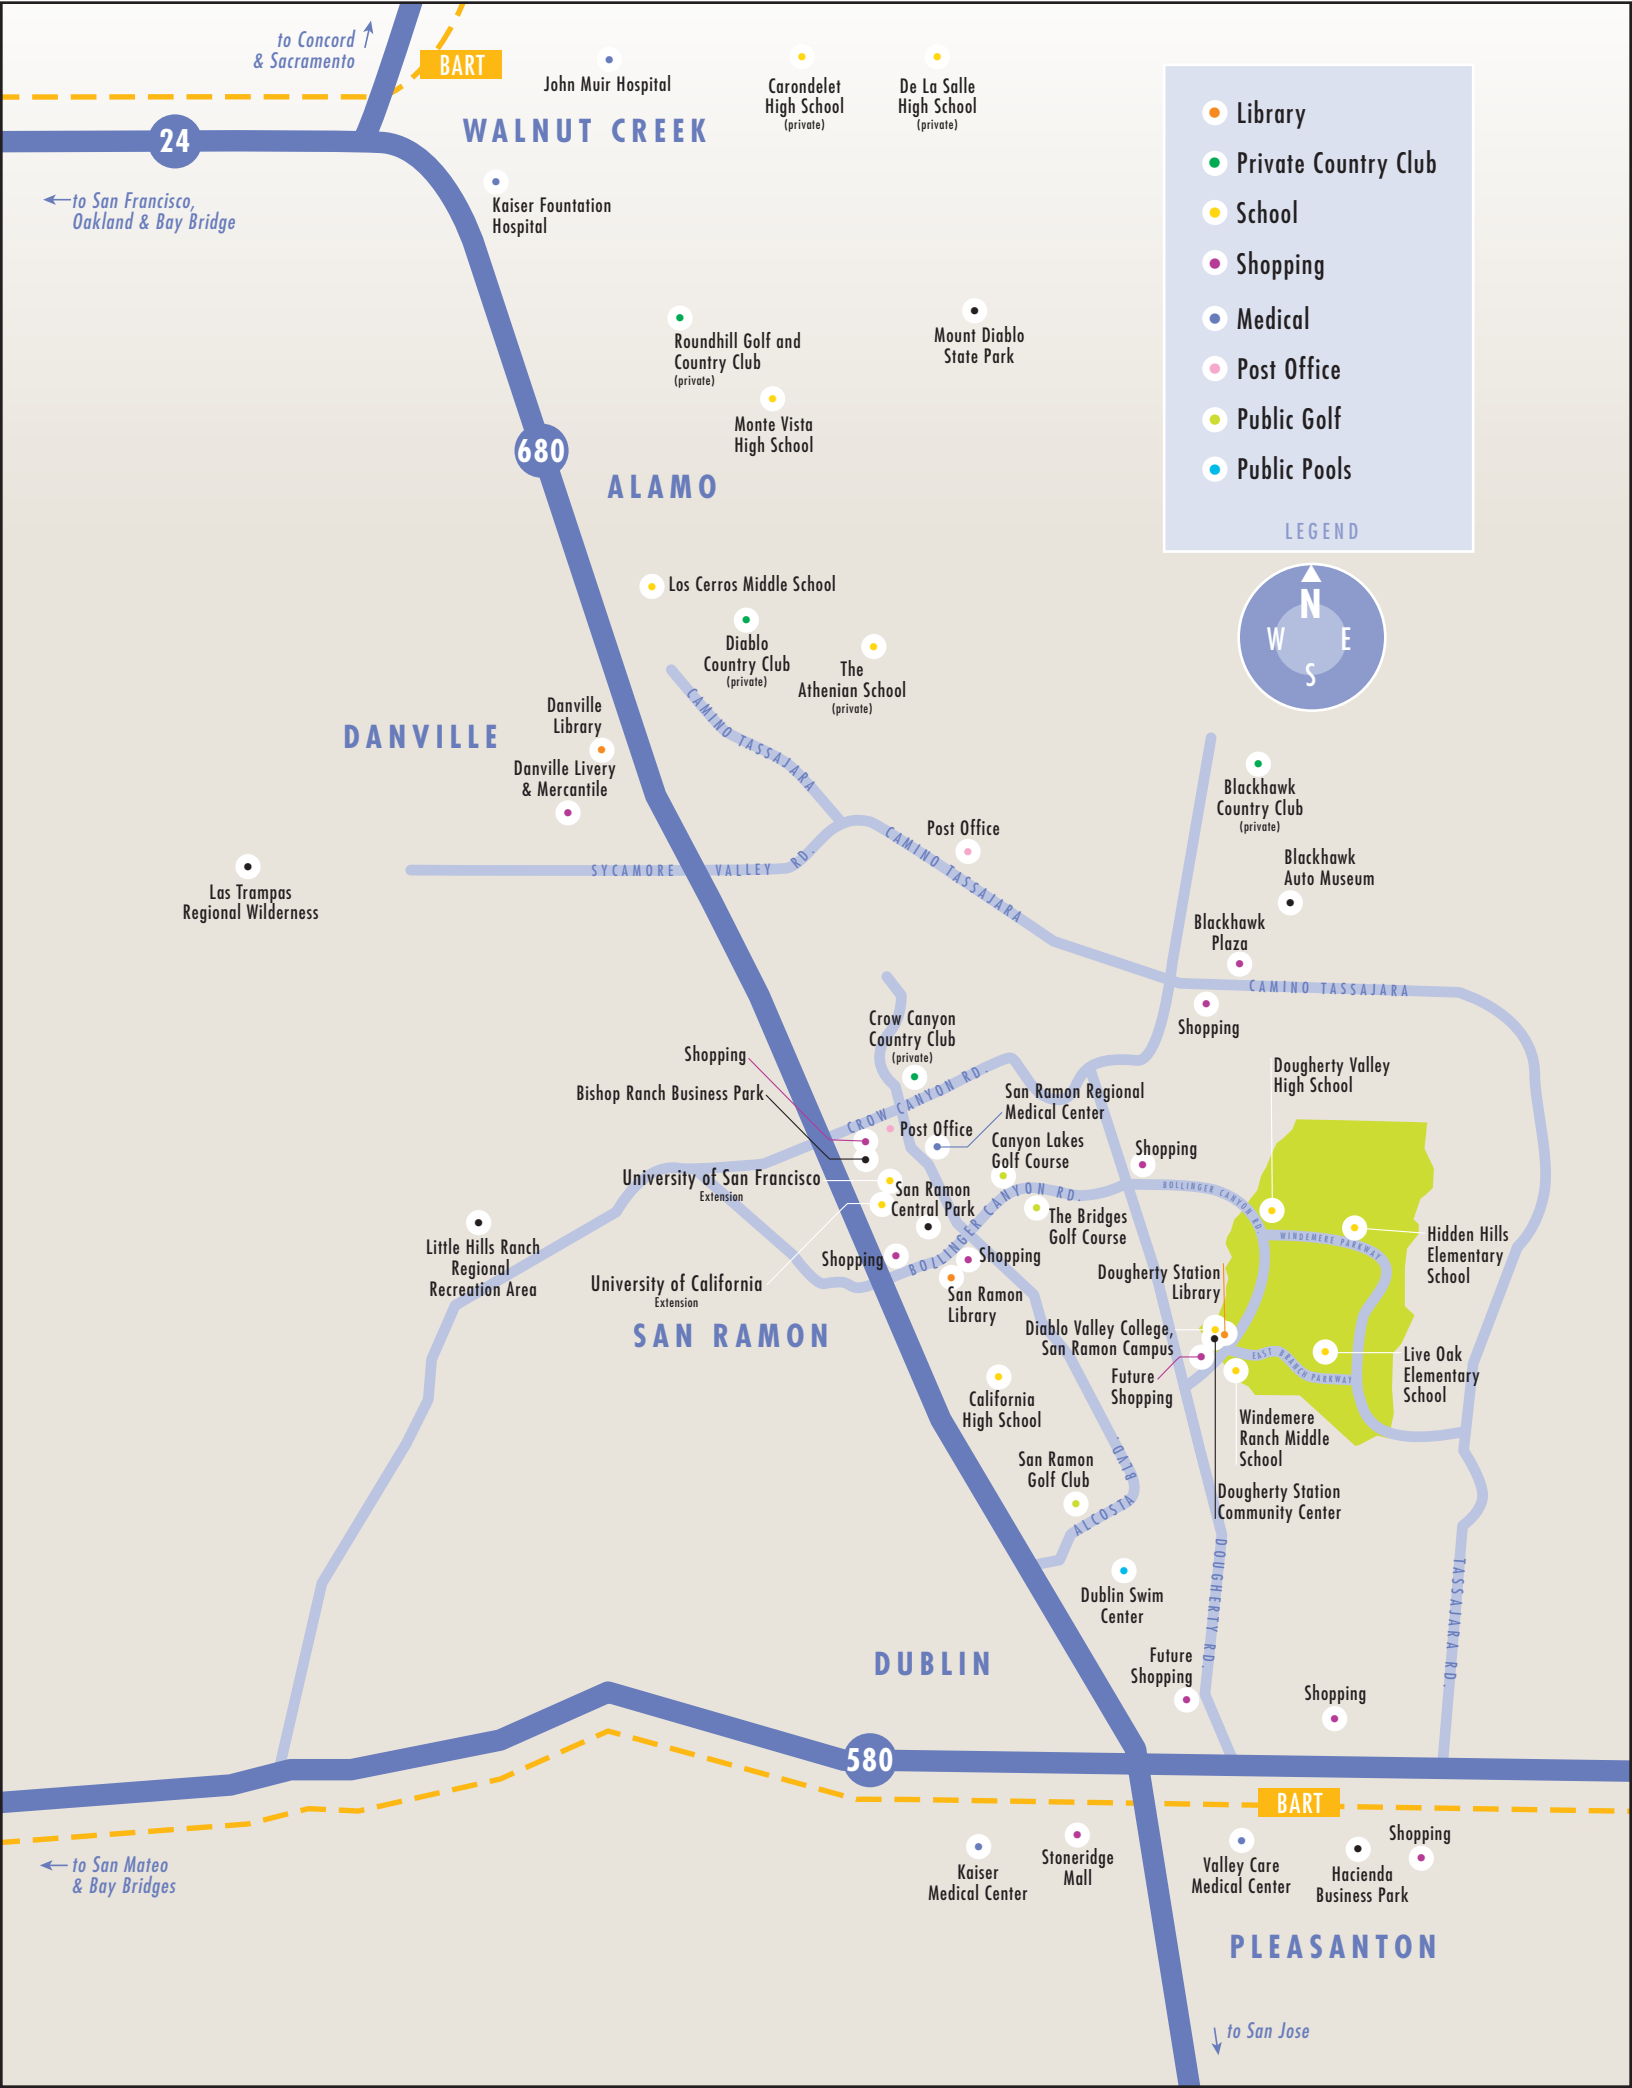 to Concord
& Sacramento
BART
John Muir Hospital
Carondelet
High School
(private)
De La Salle
High School
(private)
WALNUT CREEK
24
to San Francisco,
Oakland & Bay Bridge
Kaiser Fountation
Hospital
Library
Private Country Club
School
Shopping
Medical
Post Office
Public Golf
Public Pools
LEGEND
N
W E
S
Roundhill Golf and
Country Club
(private)
Mount Diablo
State Park
Monte Vista
High School
680
ALAMO
Los Cerros Middle School
Diablo
Country Club
(private)
The
Athenian School
(private)
CAMINO TASSAJARA
Danville
Library
DANVILLE
Danville Livery
& Mercantile
Blackhawk
Country Club
(private)
Post Office
CAMINO TASSAJARA
SYCAMORE VALLEY RD.
Blackhawk
Auto Museum
Las Trampas
Regional Wilderness
Blackhawk
Plaza
CAMINO TASSAJARA
Shopping
Crow Canyon
Country Club
(private)
Shopping
Bishop Ranch Business Park
CROW CANYON RD.
San Ramon Regional
Medical Center
Dougherty Valley
High School
Post Office
Canyon Lakes
Golf Course
Shopping
University of San Francisco
Extension
San Ramon
Central Park
BOLLINGER CANYON RD.
BOLLINGER CANYON RD.
The Bridges
Golf Course
WINDEMERE PARKWAY
Hidden Hills
Elementary
School
Little Hills Ranch
Regional
Recreation Area
Shopping
Shopping
University of California
Extension
San Ramon
Library
Dougherty Station
Library
SAN RAMON
Diablo Valley College,
San Ramon Campus
EAST BRANCH PARKWAY
Live Oak
Elementary
School
Future
Shopping
California
High School
Windemere
Ranch Middle
School
San Ramon
Golf Club
ALCOSTA BLVD.
Dougherty Station
Community Center
DOUGHERTY RD.
TASSAJARA RD.
Dublin Swim
Center
DUBLIN
Future
Shopping
Shopping
580
BART
to San Mateo
& Bay Bridges
Kaiser
Medical Center
Stoneridge
Mall
Valley Care
Medical Center
Hacienda
Business Park
Shopping
PLEASANTON
to San Jose